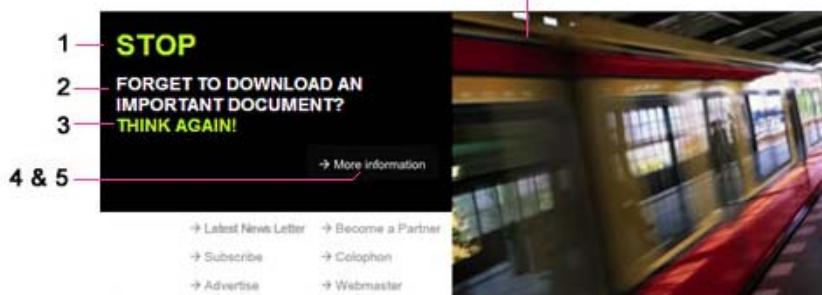 1 STOP
2 FORGET TO DOWNLOAD AN
IMPORTANT DOCUMENT?
3 THINK AGAIN!
4 & 5 → More information
→ Latest News Letter → Become a Partner
→ Subscribe → Colophon
→ Advertise → Webmaster